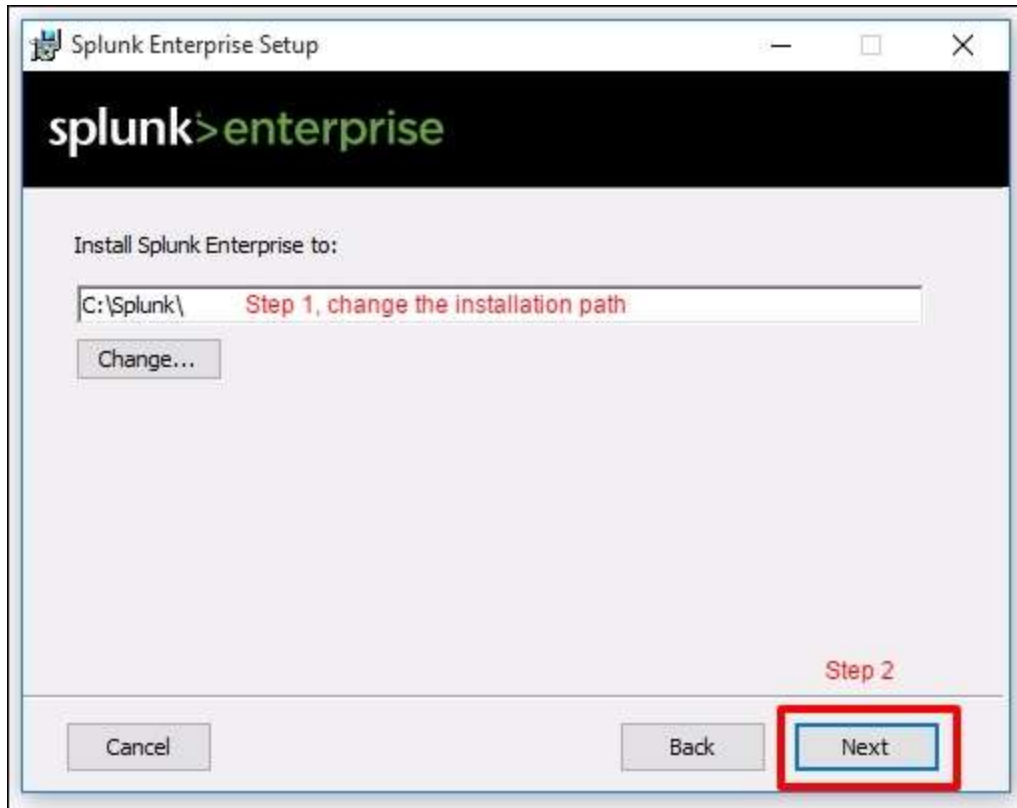 Splunk Enterprise Setup
splunk>enterprise
Install Splunk Enterprise to:
C:\Splunk\ Step 1, change the installation path
Change...
Step 2
Cancel Back Next